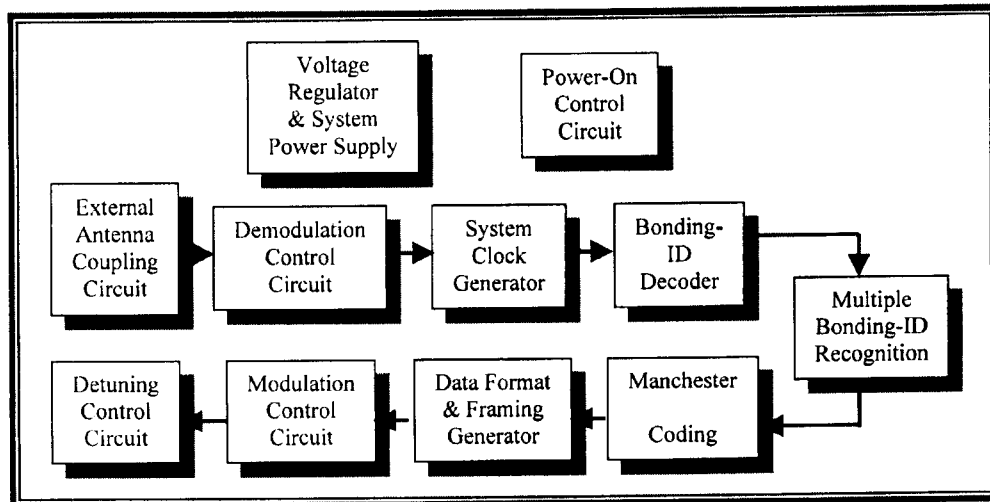 Voltage
Regulator
& System
Power Supply
Power-On
Control
Circuit
External
Antenna
Coupling
Circuit
Demodulation
Control
Circuit
System
Clock
Generator
Bonding-
ID
Decoder
Multiple
Bonding-ID
Recognition
Detuning
Control
Circuit
Modulation
Control
Circuit
Data Format
& Framing
Generator
Manchester
Coding